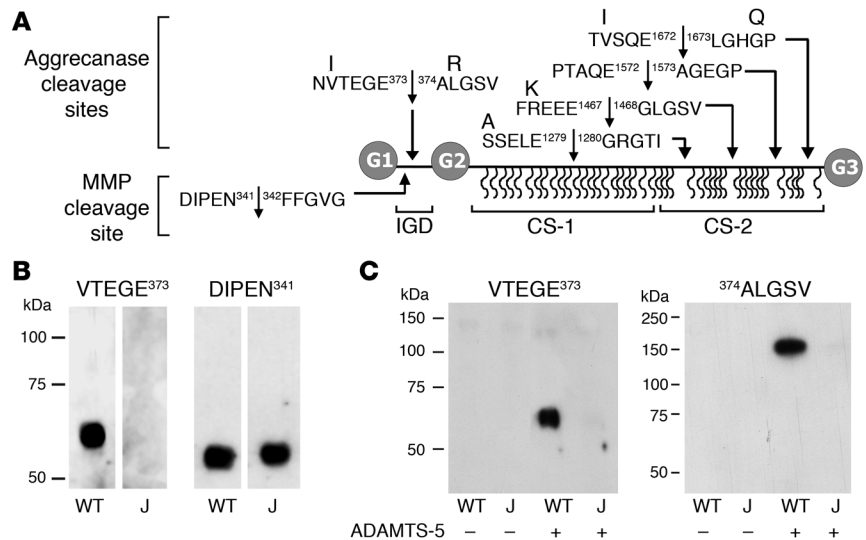 A
Aggrecanase
cleavage
sites
I Q
TVSQE1672 1673LGHGP
I R
PTAQE1572 1573AGEGP
NVTEGE373 374ALGSV
K
FREEE1467 1468GLGSV
A
SSELE1279 1280GRGTI
G1 G2 G3
MMP
cleavage
site
DIPEN341 342FFGVG
IGD CS-1 CS-2
B
VTEGE373 DIPEN341
kDa
100
75
50
WT J WT J
C
VTEGE373 374ALGSV
kDa
150
100
75
50
kDa
250
150
100
75
50
WT J WT J WT J WT J
ADAMTS-5 – – + + – – + +